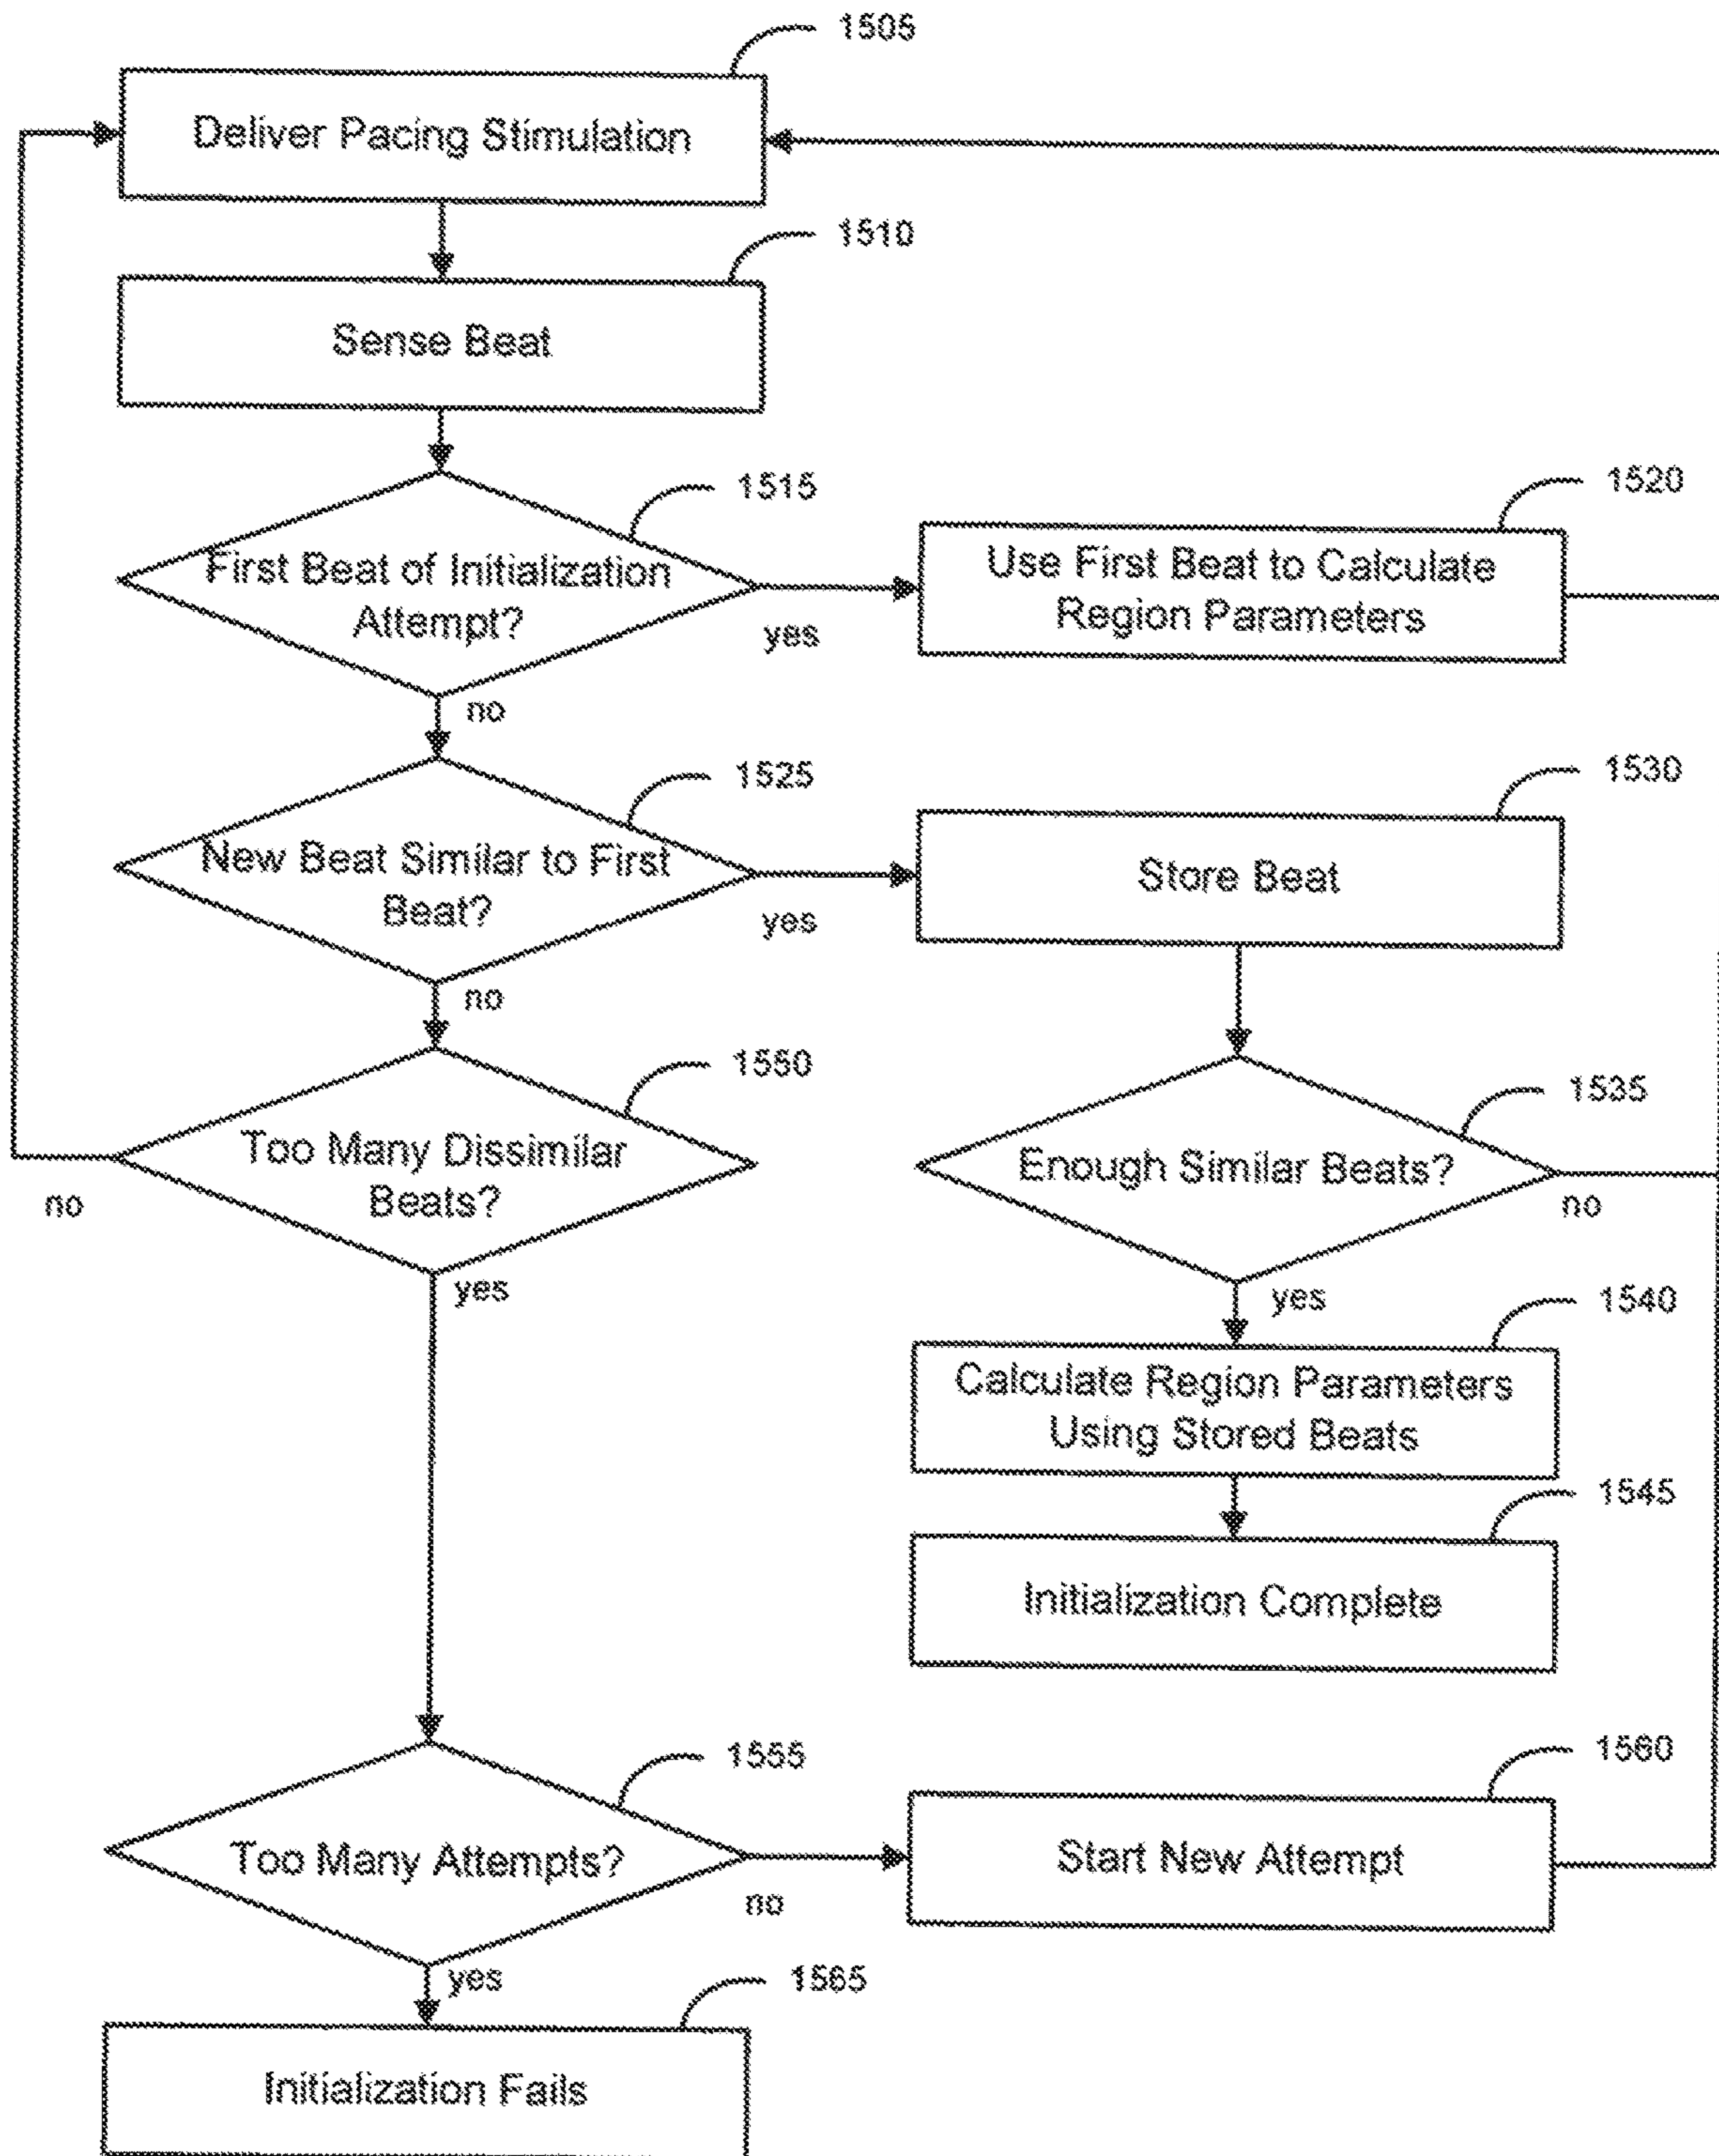 1505
Deliver Pacing Stimulation
1510
Sense Beat
1515
First Beat of Initialization
Attempt?
yes
no
1520
Use First Beat to Calculate
Region Parameters
1525
New Beat Similar to First
Beat?
yes
no
1530
Store Beat
1550
Too Many Dissimilar
Beats?
no
yes
1535
Enough Similar Beats?
no
yes
1540
Calculate Region Parameters
Using Stored Beats
1545
Initialization Complete
1555
Too Many Attempts?
no
yes
1560
Start New Attempt
1565
Initialization Fails